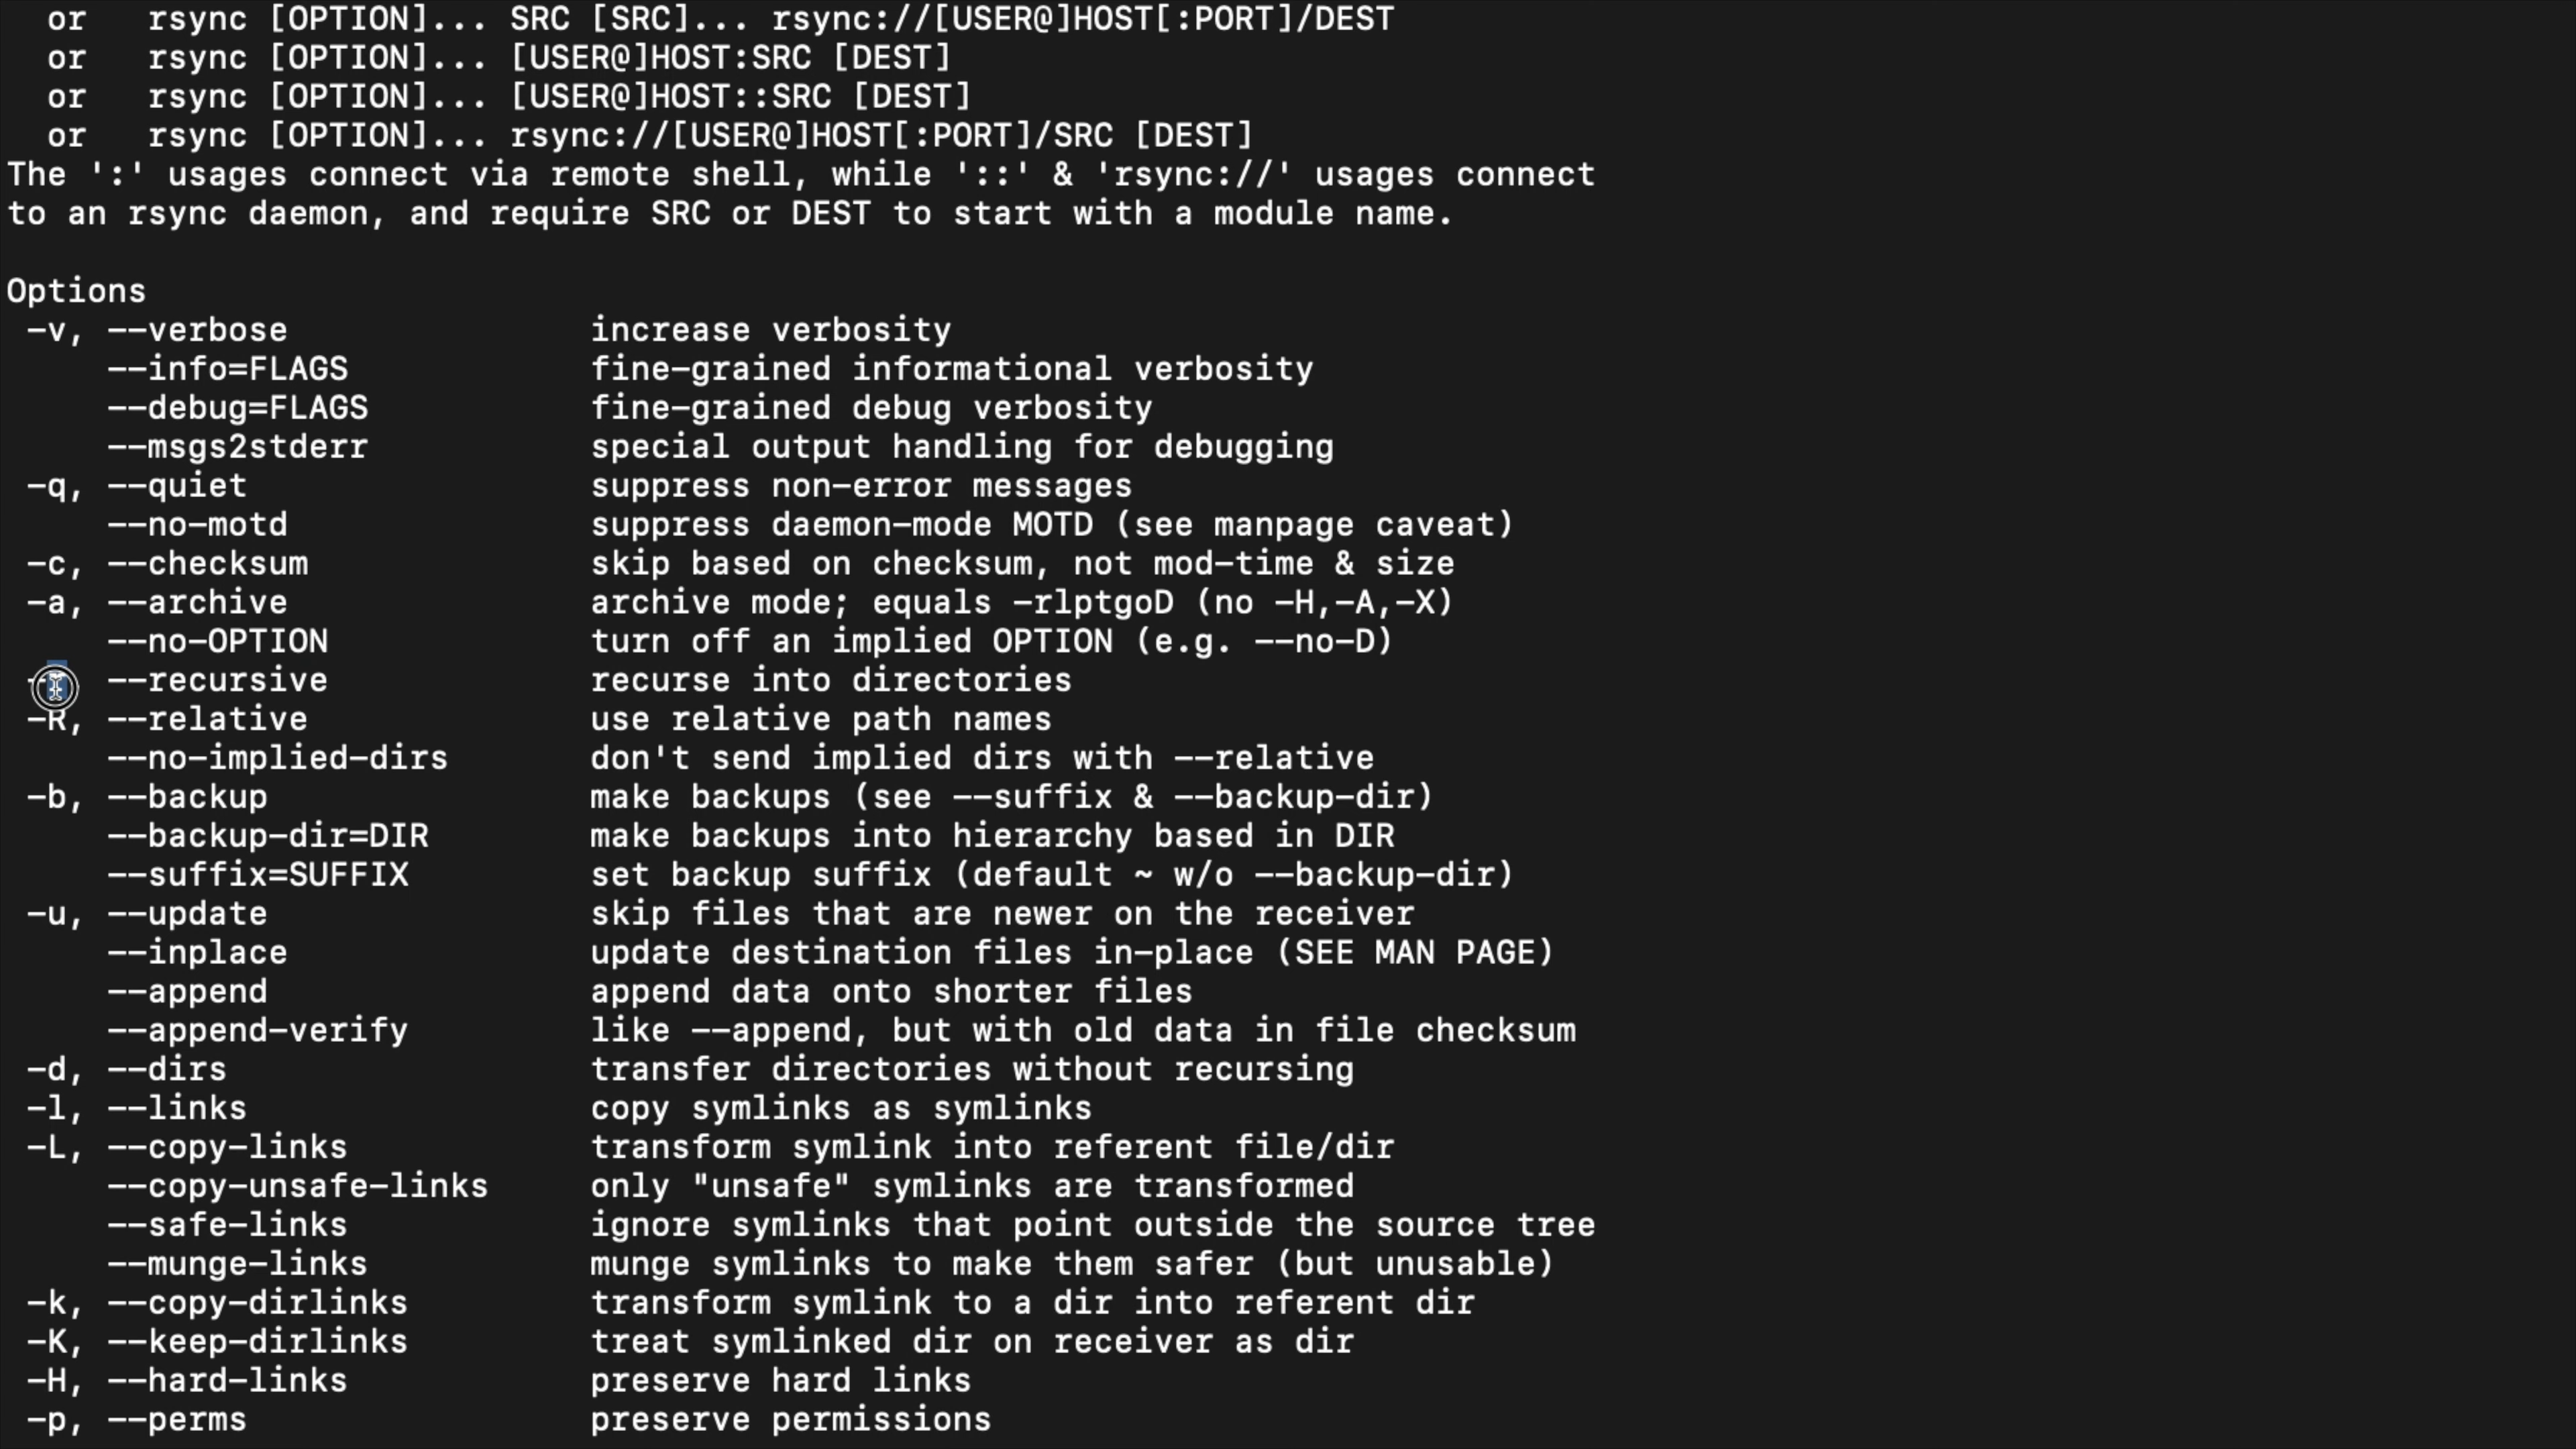 or rsync [OPTION]... SRC [SRC]... rsync://[USER@]HOST[:PORT]/DEST
or rsync [OPTION]... [USER@]HOST:SRC [DEST]
or rsync [OPTION]... [USER@]HOST::SRC [DEST]
or rsync [OPTION]... rsync://[USER@]HOST[:PORT]/SRC [DEST]
The ':' usages connect via remote shell, while '::' & 'rsync://' usages connect
to an rsync daemon, and require SRC or DEST to start with a module name.
Options
-v, --verbose increase verbosity
--info=FLAGS fine-grained informational verbosity
--debug=FLAGS fine-grained debug verbosity
--msgs2stderr special output handling for debugging
-q, --quiet suppress non-error messages
--no-motd suppress daemon-mode MOTD (see manpage caveat)
-c, --checksum skip based on checksum, not mod-time & size
-a, --archive archive mode; equals -rlptgoD (no -H,-A,-X)
--no-OPTION turn off an implied OPTION (e.g. --no-D)
--recursive recurse into directories
-R, --relative use relative path names
--no-implied-dirs don't send implied dirs with --relative
-b, --backup make backups (see --suffix & --backup-dir)
--backup-dir=DIR make backups into hierarchy based in DIR
--suffix=SUFFIX set backup suffix (default ~ w/o --backup-dir)
-u, --update skip files that are newer on the receiver
--inplace update destination files in-place (SEE MAN PAGE)
--append append data onto shorter files
--append-verify like --append, but with old data in file checksum
-d, --dirs transfer directories without recursing
-l, --links copy symlinks as symlinks
-L, --copy-links transform symlink into referent file/dir
--copy-unsafe-links only "unsafe" symlinks are transformed
--safe-links ignore symlinks that point outside the source tree
--munge-links munge symlinks to make them safer (but unusable)
-k, --copy-dirlinks transform symlink to a dir into referent dir
-K, --keep-dirlinks treat symlinked dir on receiver as dir
-H, --hard-links preserve hard links
-p, --perms preserve permissions